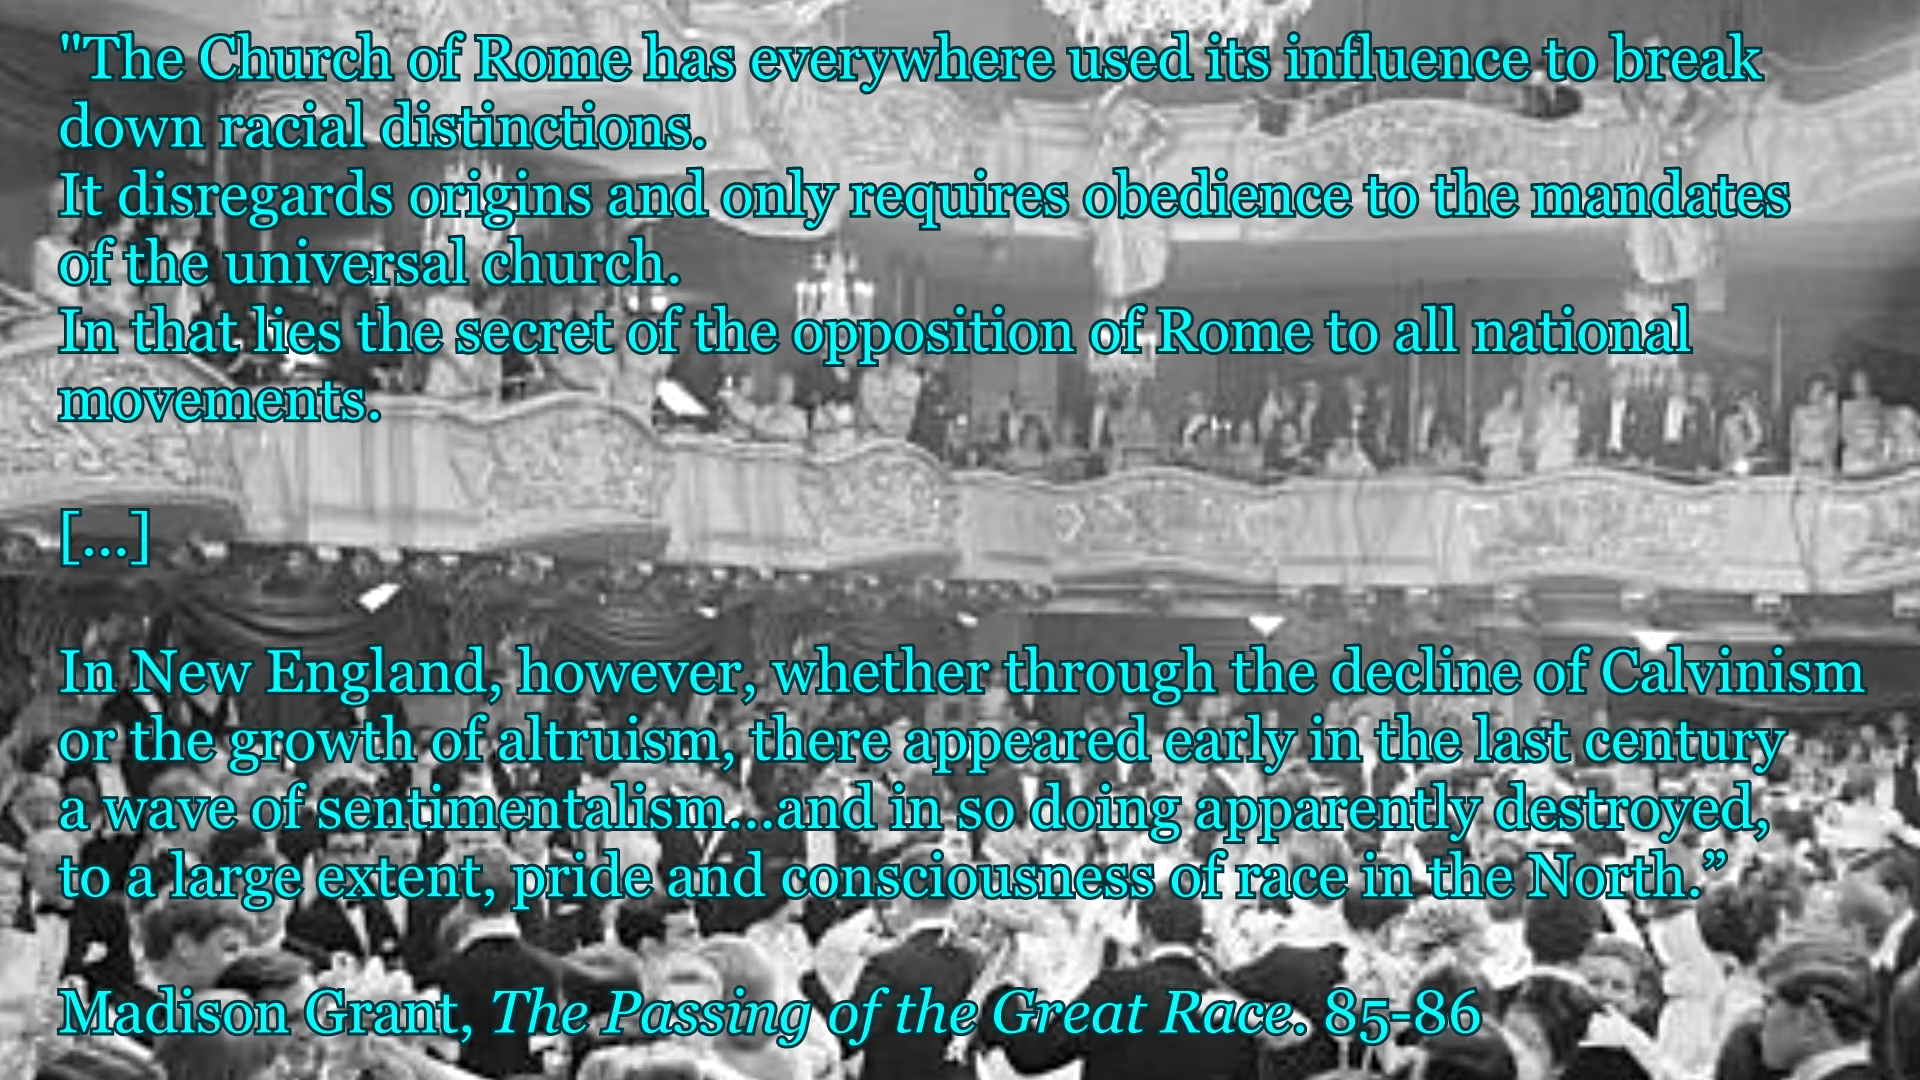 "The Church of Rome has everywhere used its influence to break
down racial distinctions.
It disregards origins and only requires obedience to the mandates
of the universal church.
In that lies the secret of the opposition of Rome to all national
movements.
[...]
In New England, however, whether through the decline of Calvinism
or the growth of altruism, there appeared early in the last century
a wave of sentimentalism...and in so doing apparently destroyed,
to a large extent, pride and consciousness of race in the North.”
Madison Grant, The Passing of the Great Race. 85-86